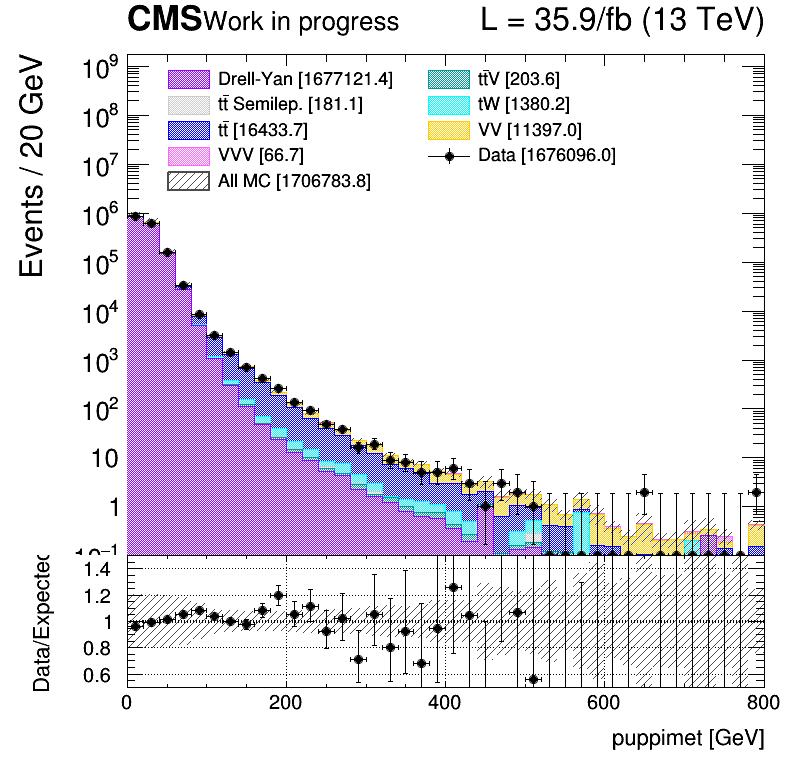 CMS Work in progress L = 35.9/fb (13 TeV)
Events / 20 GeV
Drell-Yan [1677121.4]
tt̄ Semilep. [181.1]
tt̄ [16433.7]
VVV [66.7]
All MC [1706783.8]
tt̄V [203.6]
tW [1380.2]
VV [11397.0]
Data [1676096.0]
10⁹
10⁸
10⁷
10⁶
10⁵
10⁴
10³
10²
10
1
10⁻¹
Data/Expected
1.4
1.2
1
0.8
0.6
0 200 400 600 800
puppimet [GeV]